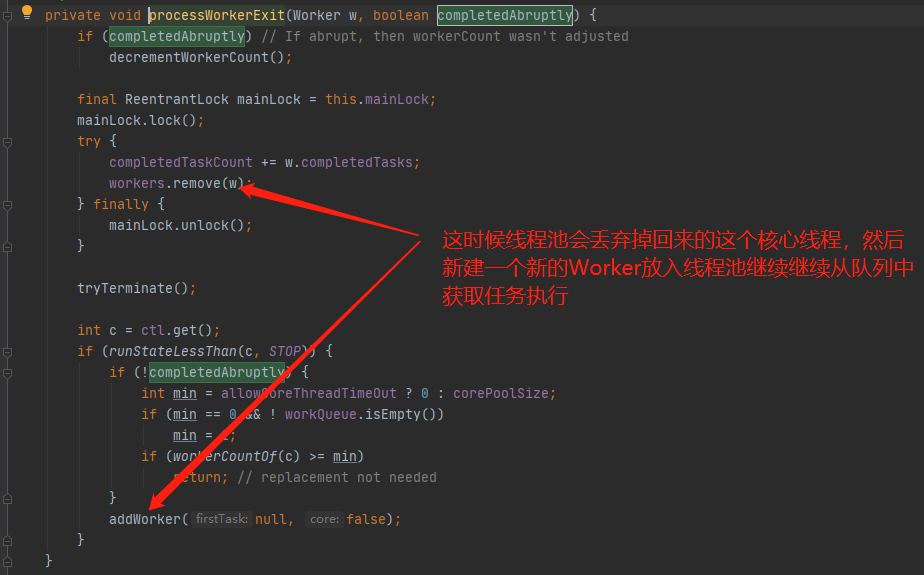 private void processWorkerExit(Worker w, boolean completedAbruptly) {
if (completedAbruptly) // If abrupt, then workerCount wasn't adjusted
decrementWorkerCount();
final ReentrantLock mainLock = this.mainLock;
mainLock.lock();
try {
completedTaskCount += w.completedTasks;
workers.remove(w);
} finally {
mainLock.unlock();
}
tryTerminate();
int c = ctl.get();
if (runStateLessThan(c, STOP)) {
if (!completedAbruptly) {
int min = allowCoreThreadTimeOut ? 0 : corePoolSize;
if (min == 0 && ! workQueue.isEmpty())
min = 1;
if (workerCountOf(c) >= min)
return; // replacement not needed
}
addWorker( firstTask: null, core: false);
}
}
这时候线程池会丢弃掉回来的这个核心线程，然后
新建一个新的Worker放入线程池继续继续从队列中
获取任务执行